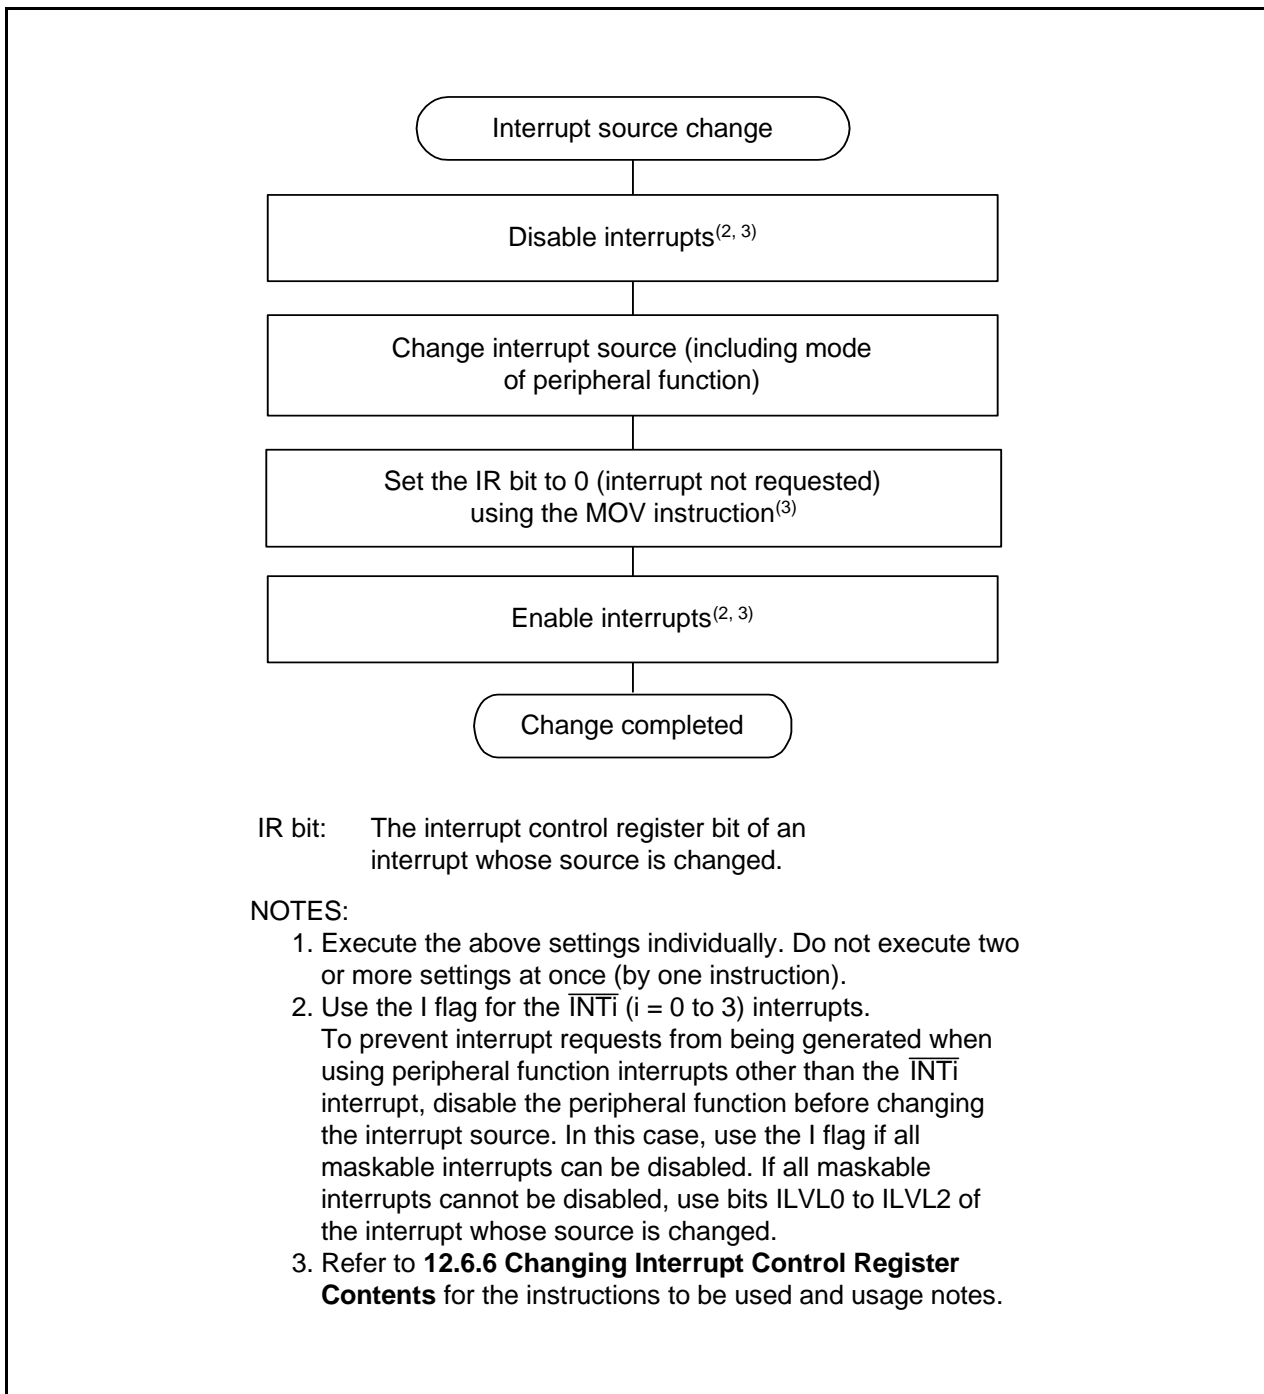 Interrupt source change
Disable interrupts(2, 3)
Change interrupt source (including mode
of peripheral function)
Set the IR bit to 0 (interrupt not requested)
using the MOV instruction(3)
Enable interrupts(2, 3)
Change completed
IR bit: The interrupt control register bit of an
interrupt whose source is changed.
NOTES:
1. Execute the above settings individually. Do not execute two
or more settings at once (by one instruction).
2. Use the I flag for the I̅N̅T̅i̅ (i = 0 to 3) interrupts.
To prevent interrupt requests from being generated when
using peripheral function interrupts other than the I̅N̅T̅i̅
interrupt, disable the peripheral function before changing
the interrupt source. In this case, use the I flag if all
maskable interrupts can be disabled. If all maskable
interrupts cannot be disabled, use bits ILVL0 to ILVL2 of
the interrupt whose source is changed.
3. Refer to 12.6.6 Changing Interrupt Control Register
Contents for the instructions to be used and usage notes.